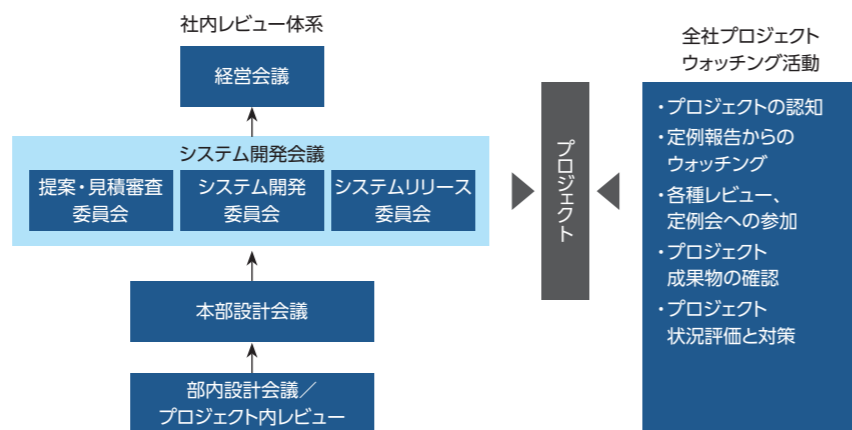 社内レビュー体系
経営会議
システム開発会議
提案・見積審査
委員会
システム開発
委員会
システムリリース
委員会
本部設計会議
部内設計会議／
プロジェクト内レビュー
プロジェクト
全社プロジェクト
ウォッチング活動
・プロジェクトの認知
・定例報告からの
ウォッチング
・各種レビュー、
定例会への参加
・プロジェクト
成果物の確認
・プロジェクト
状況評価と対策